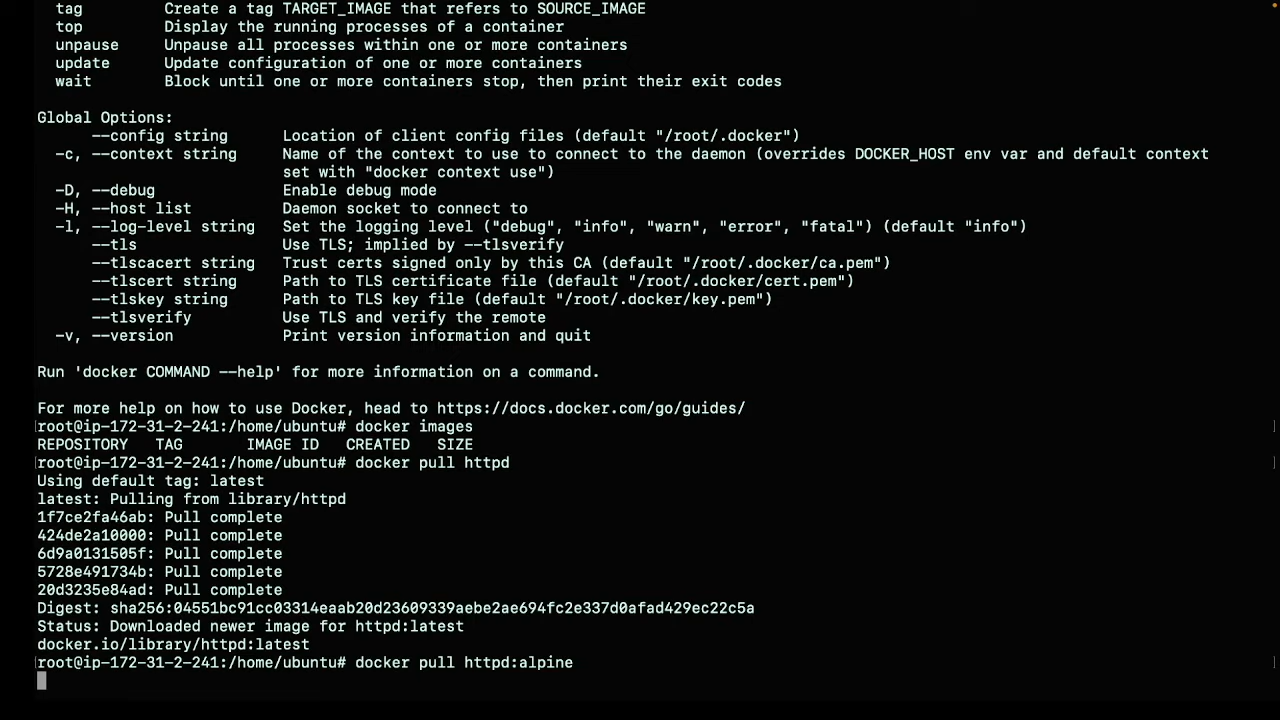 tag         Create a tag TARGET_IMAGE that refers to SOURCE_IMAGE
top         Display the running processes of a container
unpause     Unpause all processes within one or more containers
update      Update configuration of one or more containers
wait        Block until one or more containers stop, then print their exit codes
Global Options:
--config string      Location of client config files (default "/root/.docker")
-c, --context string     Name of the context to use to connect to the daemon (overrides DOCKER_HOST env var and default context
set with "docker context use")
-D, --debug              Enable debug mode
-H, --host list          Daemon socket to connect to
-l, --log-level string   Set the logging level ("debug", "info", "warn", "error", "fatal") (default "info")
--tls                Use TLS; implied by --tlsverify
--tlscacert string   Trust certs signed only by this CA (default "/root/.docker/ca.pem")
--tlscert string     Path to TLS certificate file (default "/root/.docker/cert.pem")
--tlskey string      Path to TLS key file (default "/root/.docker/key.pem")
--tlsverify          Use TLS and verify the remote
-v, --version            Print version information and quit
Run 'docker COMMAND --help' for more information on a command.
For more help on how to use Docker, head to https://docs.docker.com/go/guides/
root@ip-172-31-2-241:/home/ubuntu# docker images
REPOSITORY   TAG       IMAGE ID   CREATED   SIZE
root@ip-172-31-2-241:/home/ubuntu# docker pull httpd
Using default tag: latest
latest: Pulling from library/httpd
1f7ce2fa46ab: Pull complete
424de2a10000: Pull complete
6d9a0131505f: Pull complete
5728e491734b: Pull complete
20d3235e84ad: Pull complete
Digest: sha256:04551bc91cc03314eaab20d23609339aebe2ae694fc2e337d0afad429ec22c5a
Status: Downloaded newer image for httpd:latest
docker.io/library/httpd:latest
root@ip-172-31-2-241:/home/ubuntu# docker pull httpd:alpine